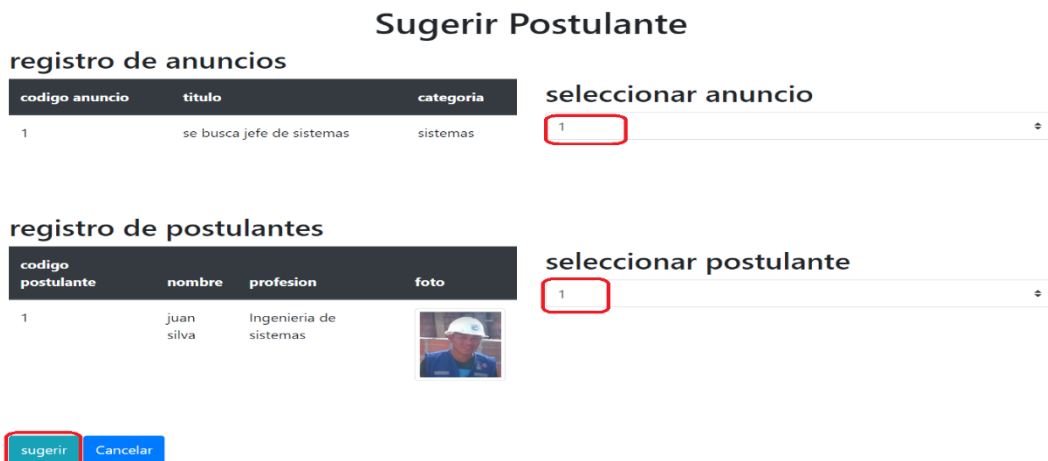 Sugerir Postulante
registro de anuncios
codigo anuncio titulo categoria
1 se busca jefe de sistemas sistemas
seleccionar anuncio
1
registro de postulantes
codigo
postulante nombre profesion foto
1 juan Ingenieria de
silva sistemas
seleccionar postulante
1
sugerir Cancelar